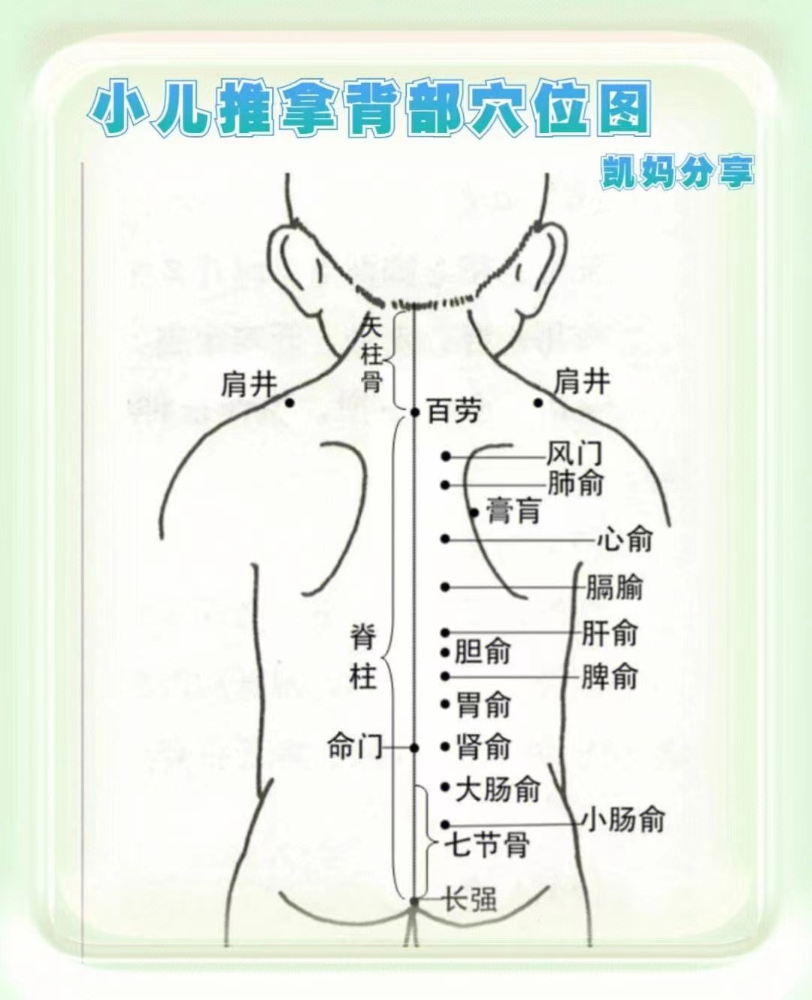 小儿推拿背部穴位图
凯妈分享
矢柱骨
肩井
肩井
百劳
风门
肺俞
膏肓
心俞
膈腧
肝俞
胆俞
脊柱
脾俞
胃俞
命门
肾俞
大肠俞
小肠俞
七节骨
长强